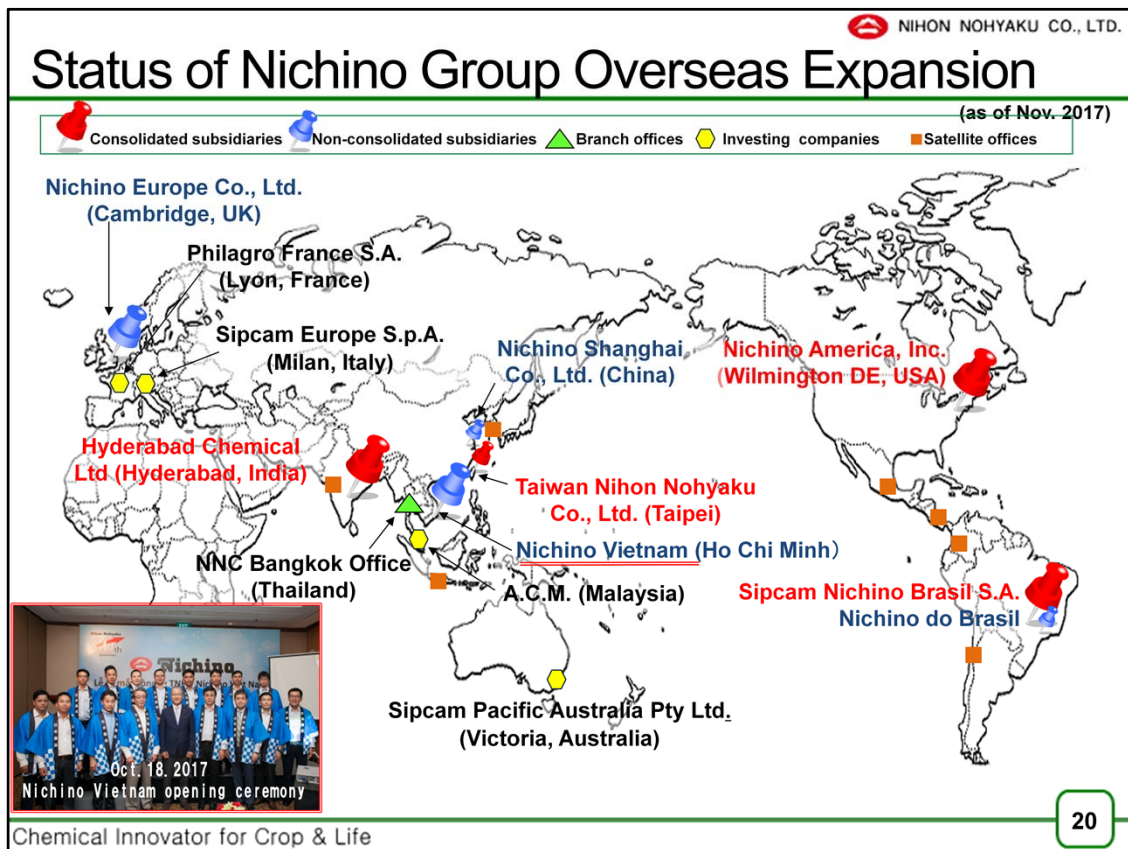 NIHON NOHYAKU CO., LTD.
Status of Nichino Group Overseas Expansion
(as of Nov. 2017)
Consolidated subsidiaries Non-consolidated subsidiaries Branch offices Investing companies Satellite offices
Nichino Europe Co., Ltd.
(Cambridge, UK)
Philagro France S.A.
(Lyon, France)
Sipcam Europe S.p.A.
(Milan, Italy)
Nichino Shanghai
Co., Ltd. (China)
Nichino America, Inc.
(Wilmington DE, USA)
Hyderabad Chemical
Ltd (Hyderabad, India)
Taiwan Nihon Nohyaku
Co., Ltd. (Taipei)
NNC Bangkok Office
(Thailand)
Nichino Vietnam (Ho Chi Minh）
A.C.M. (Malaysia)
Sipcam Nichino Brasil S.A.
Nichino do Brasil
Sipcam Pacific Australia Pty Ltd.
(Victoria, Australia)
Nichino
Oct.18.2017
Nichino Vietnam opening ceremony
20
Chemical Innovator for Crop & Life